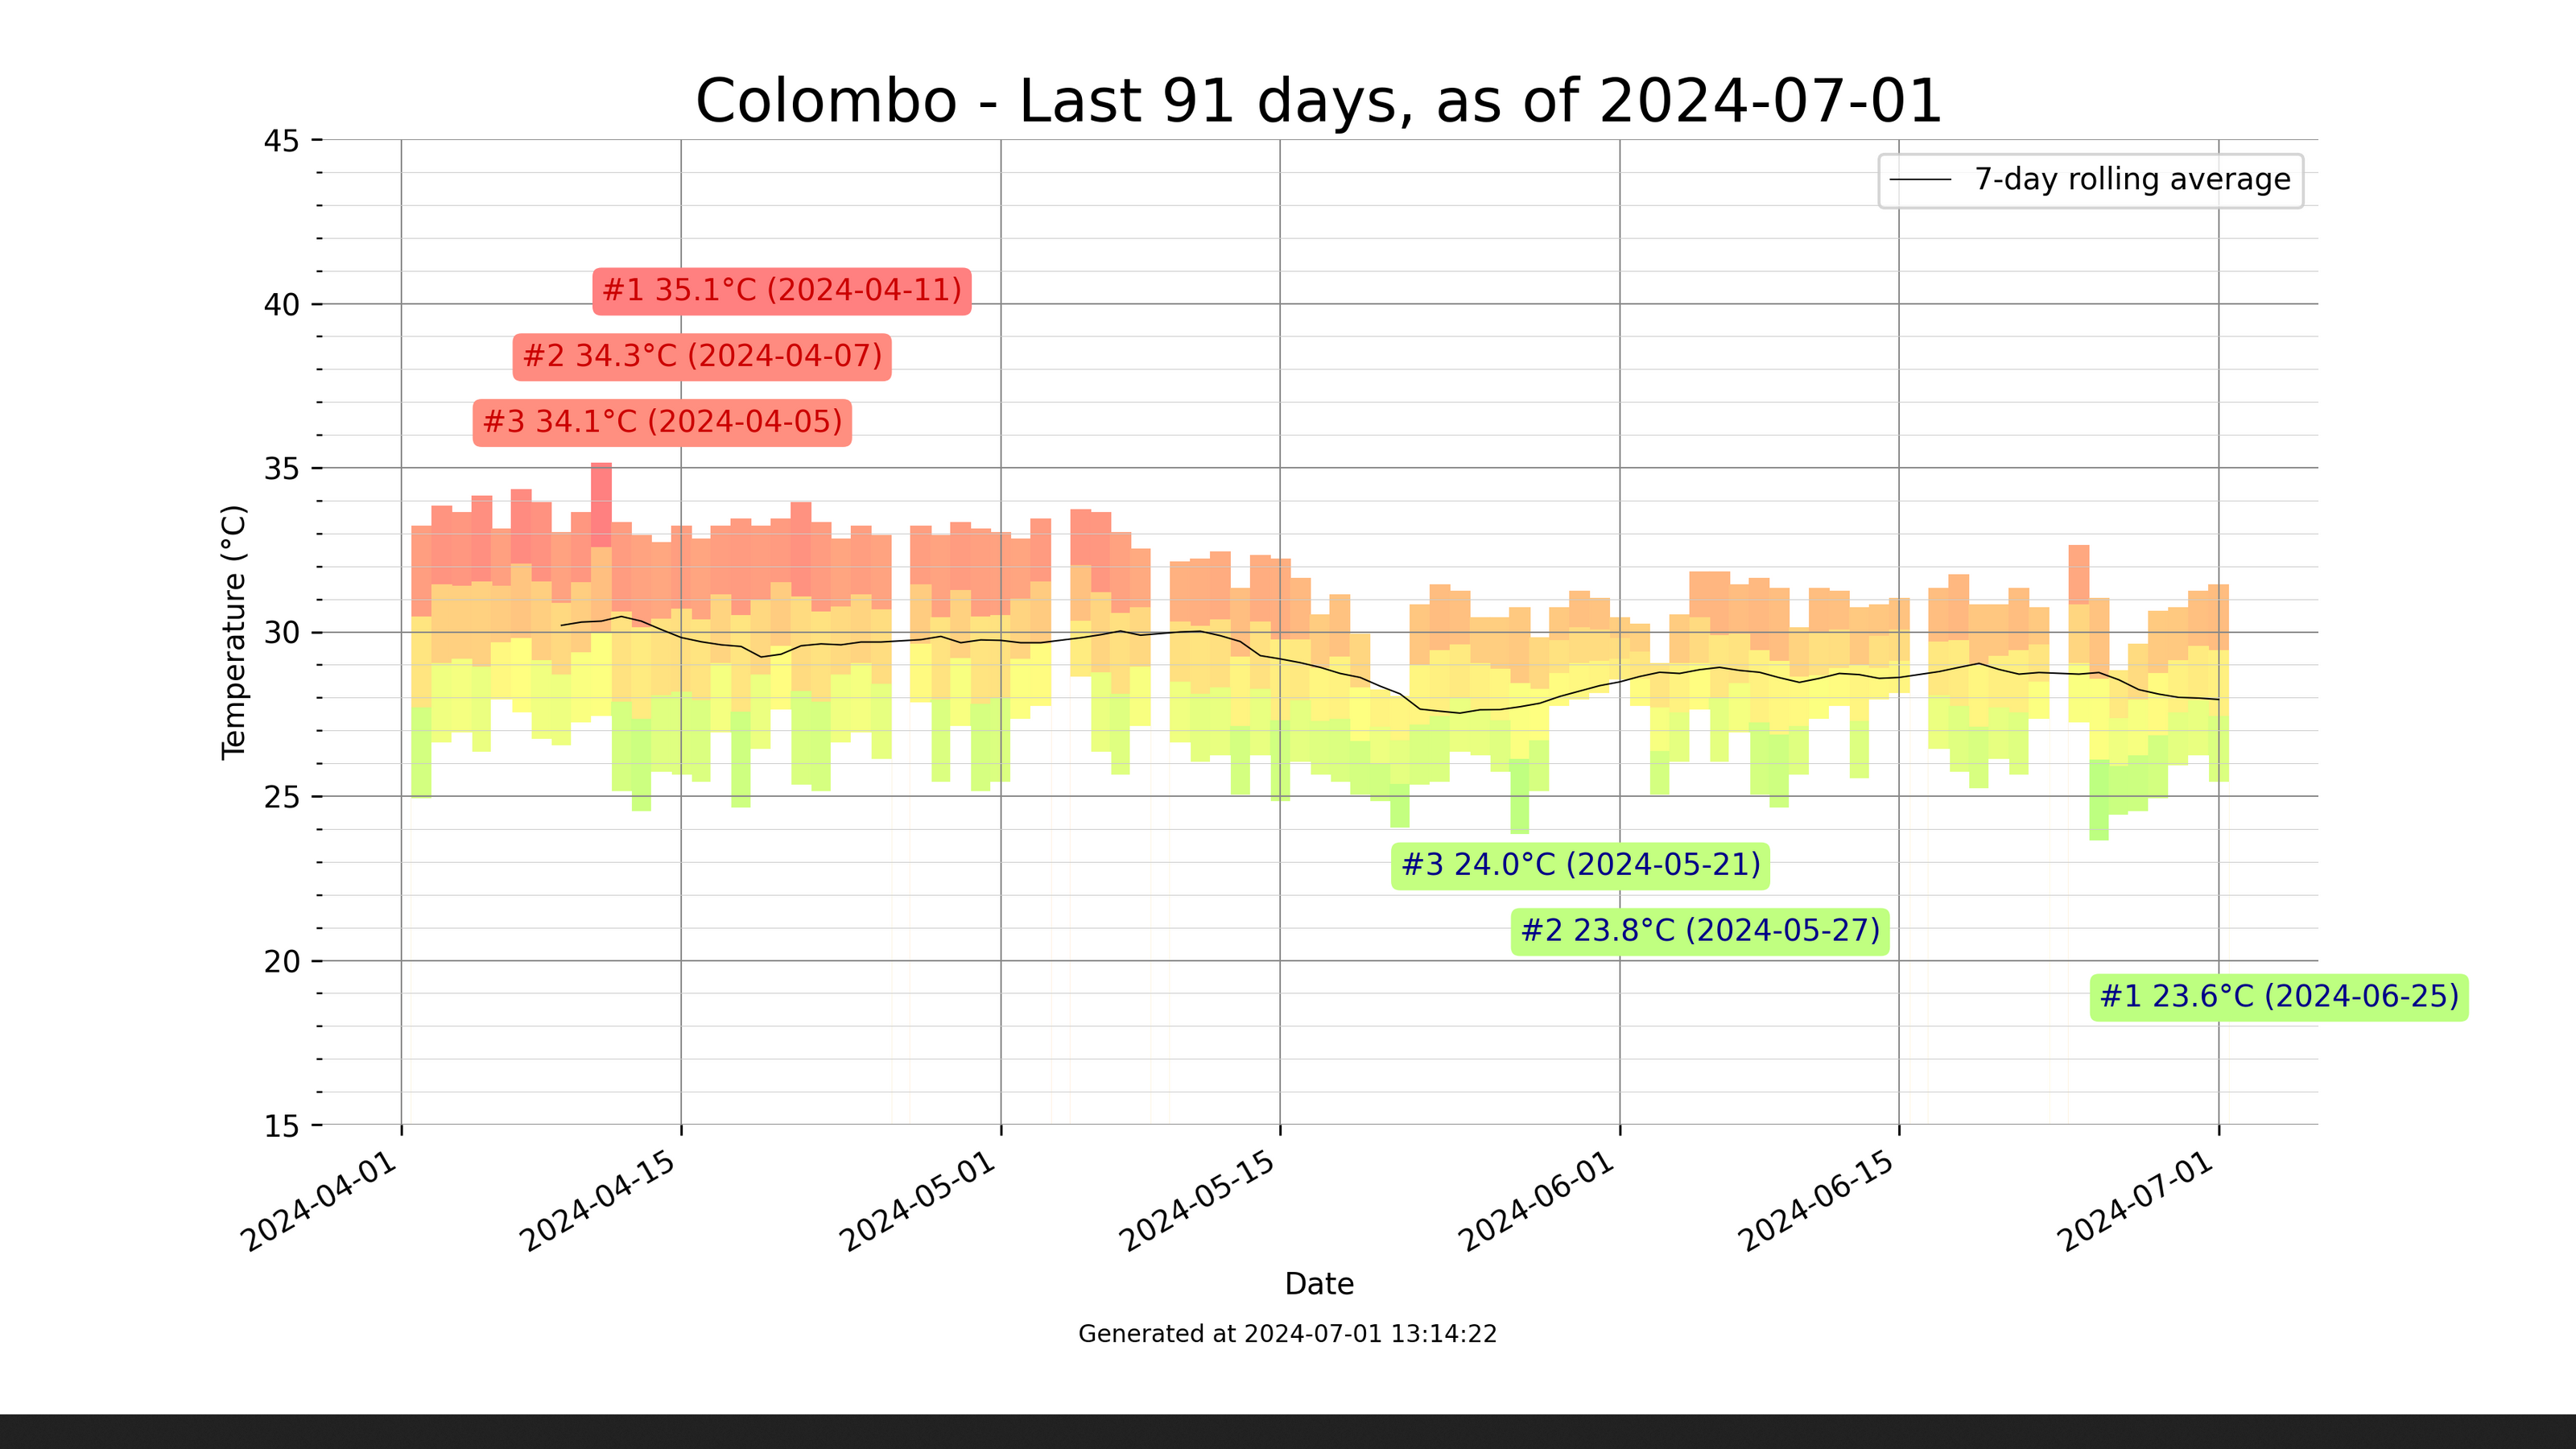 Colombo - Last 91 days, as of 2024-07-01
45
7-day rolling average
#1 35.1°C (2024-04-11)
40
#2 34.3°C (2024-04-07)
#3 34.1°C (2024-04-05)
35
Temperature (°C)
30
25
#3 24.0°C (2024-05-21)
#2 23.8°C (2024-05-27)
20
#1 23.6°C (2024-06-25)
15
2024-04-01
2024-04-15
2024-05-01
2024-05-15
2024-06-01
2024-06-15
2024-07-01
Date
Generated at 2024-07-01 13:14:22